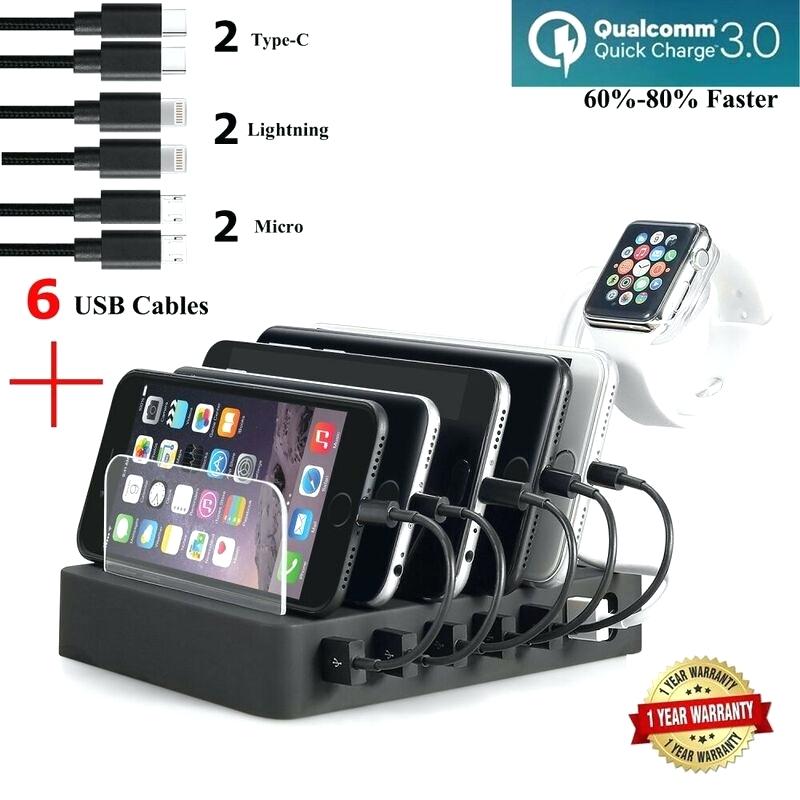 2 Type-C
Qualcomm®
Quick Charge™ 3.0
60%-80% Faster
2 Lightning
2 Micro
6 USB Cables
1 YEAR WARRANTY
1 YEAR WARRANTY
1 YEAR WARRANTY